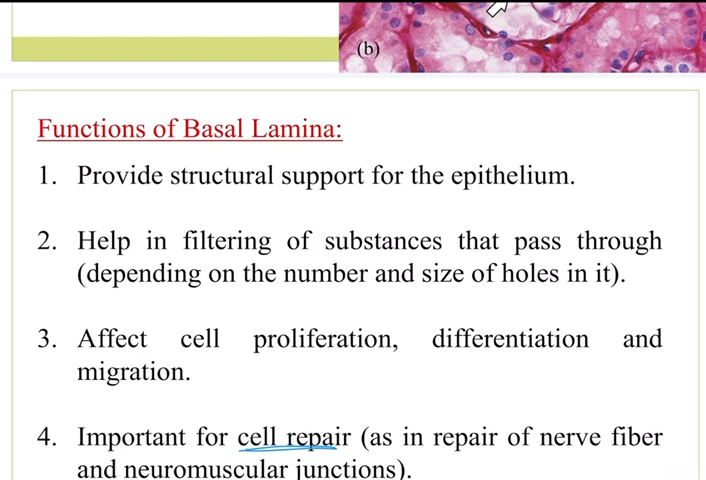 (b)
Functions of Basal Lamina:
1. Provide structural support for the epithelium.
2. Help in filtering of substances that pass through
(depending on the number and size of holes in it).
3. Affect cell proliferation, differentiation and
migration.
4. Important for cell repair (as in repair of nerve fiber
and neuromuscular junctions).